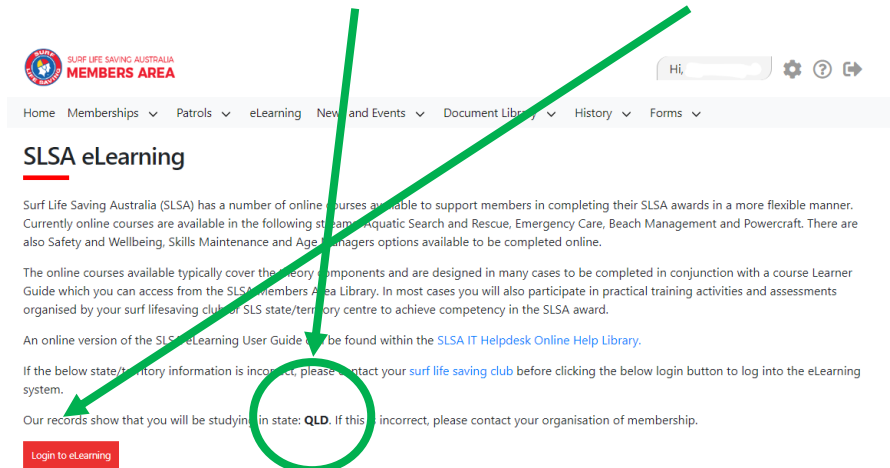 SURF LIFE SAVING AUSTRALIA
MEMBERS AREA
Hi,
Home Memberships Patrols eLearning News and Events Document Library History Forms
SLSA eLearning
Surf Life Saving Australia (SLSA) has a number of online courses available to support members in completing their SLSA awards in a more flexible manner.
Currently online courses are available in the following streams: Aquatic Search and Rescue, Emergency Care, Beach Management and Powercraft. There are
also Safety and Wellbeing, Skills Maintenance and Age Managers options available to be completed online.
The online courses available typically cover the theory components and are designed in many cases to be completed in conjunction with a course Learner
Guide which you can access from the SLSA Members Area Library. In most cases you will also participate in practical training activities and assessments
organised by your surf lifesaving club or SLS state/territory centre to achieve competency in the SLSA award.
An online version of the SLSA eLearning User Guide can be found within the SLSA IT Helpdesk Online Help Library.
If the below state/territory information is incorrect, please contact your surf life saving club before clicking the below login button to log into the eLearning
system.
Our records show that you will be studying in state: QLD. If this is incorrect, please contact your organisation of membership.
Login to eLearning